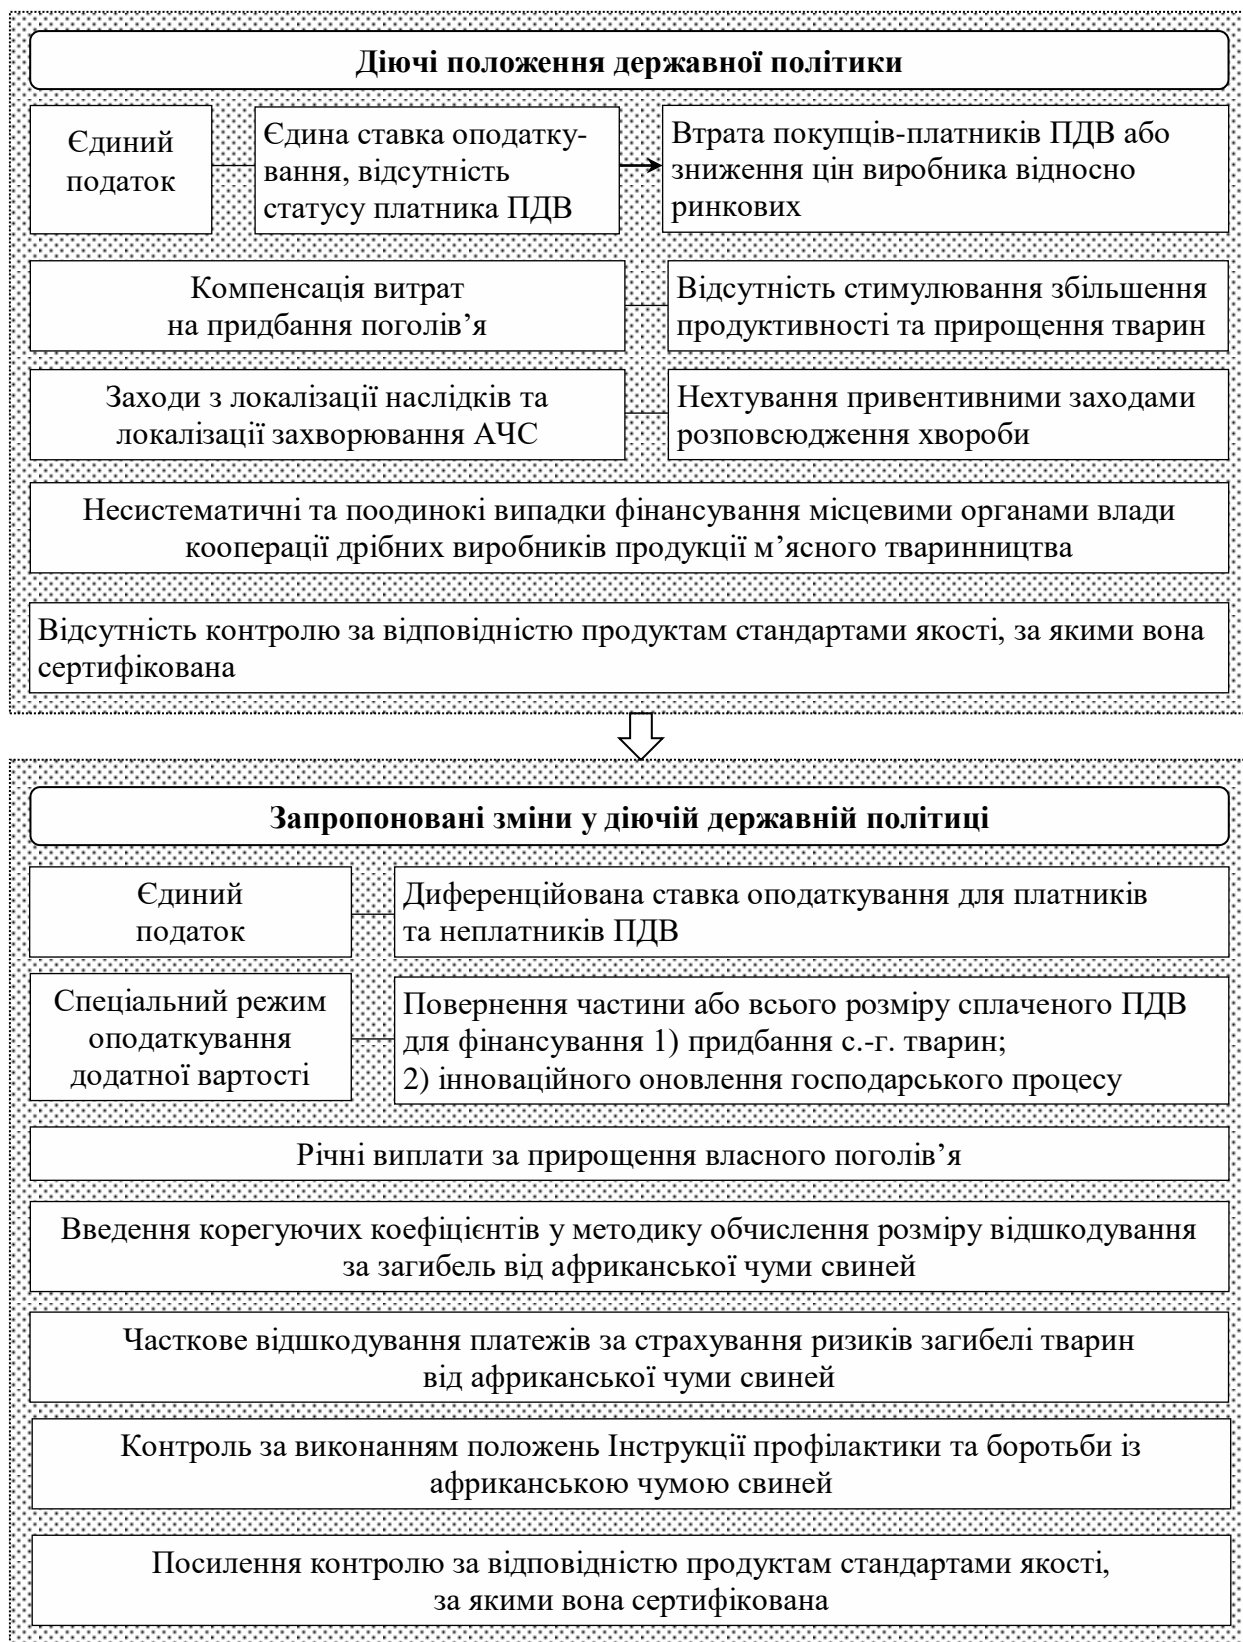 Діючі положення державної політики
Єдиний
податок
Єдина ставка оподатку-
вання, відсутність
статусу платника ПДВ
Втрата покупців-платників ПДВ або
зниження цін виробника відносно
ринкових
Компенсація витрат
на придбання поголів’я
Відсутність стимулювання збільшення
продуктивності та прирощення тварин
Заходи з локалізації наслідків та
локалізації захворювання АЧС
Нехтування привентивними заходами
розповсюдження хвороби
Несистематичні та поодинокі випадки фінансування місцевими органами влади
кооперації дрібних виробників продукції м’ясного тваринництва
Відсутність контролю за відповідністю продуктам стандартами якості, за якими вона
сертифікована
Запропоновані зміни у діючій державній політиці
Єдиний
податок
Диференційована ставка оподаткування для платників
та неплатників ПДВ
Спеціальний режим
оподаткування
додатної вартості
Повернення частини або всього розміру сплаченого ПДВ
для фінансування 1) придбання с.-г. тварин;
2) інноваційного оновлення господарського процесу
Річні виплати за прирощення власного поголів’я
Введення корегуючих коефіцієнтів у методику обчислення розміру відшкодування
за загибель від африканської чуми свиней
Часткове відшкодування платежів за страхування ризиків загибелі тварин
від африканської чуми свиней
Контроль за виконанням положень Інструкції профілактики та боротьби із
африканською чумою свиней
Посилення контролю за відповідністю продуктам стандартами якості,
за якими вона сертифікована